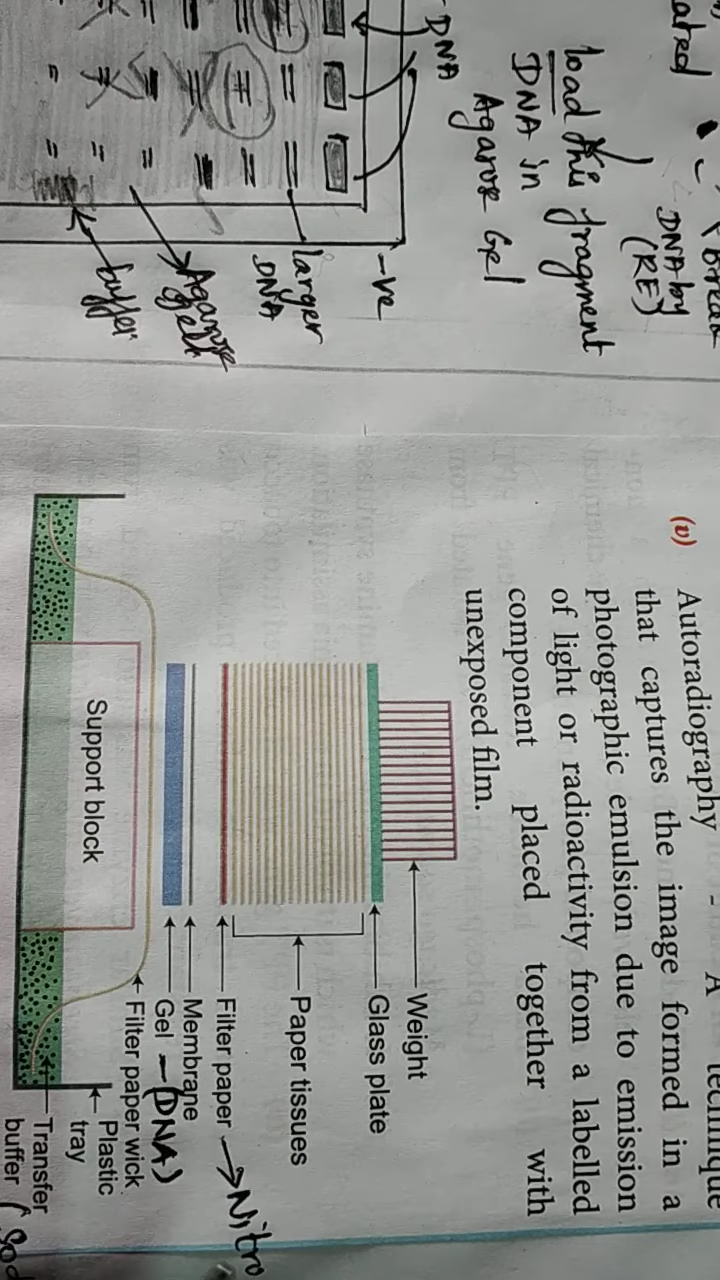 DNA by
(RE)
load this fragment
DNA in
Agarose Gel
DNA
-ve
larger
DNA
Agarose
Gel
buffer
(v) Autoradiography - A technique
that captures the image formed in a
photographic emulsion due to emission
of light or radioactivity from a labelled
component placed together with
unexposed film.
Weight
Glass plate
Paper tissues
Filter paper → Nitro
Membrane
Gel – (DNA)
Filter paper wick
Plastic
tray
Support block
Transfer
buffer